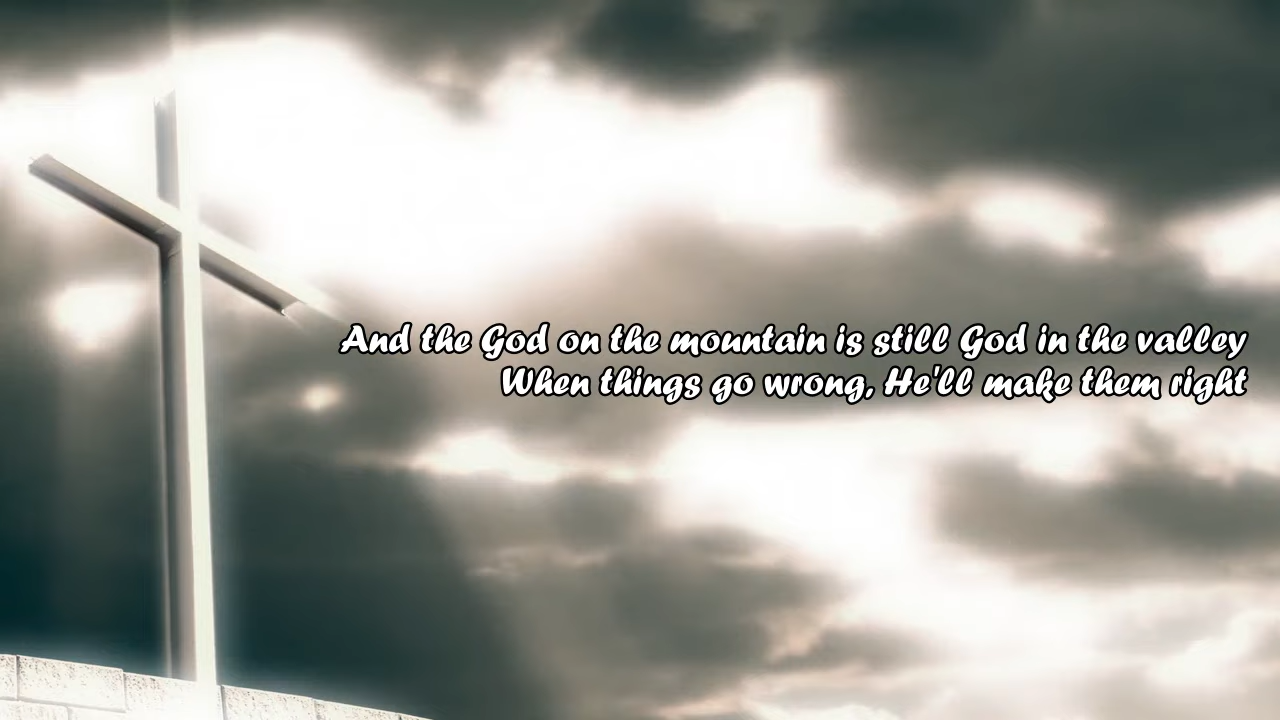 And the God on the mountain is still God in the valley
When things go wrong, He'll make them right